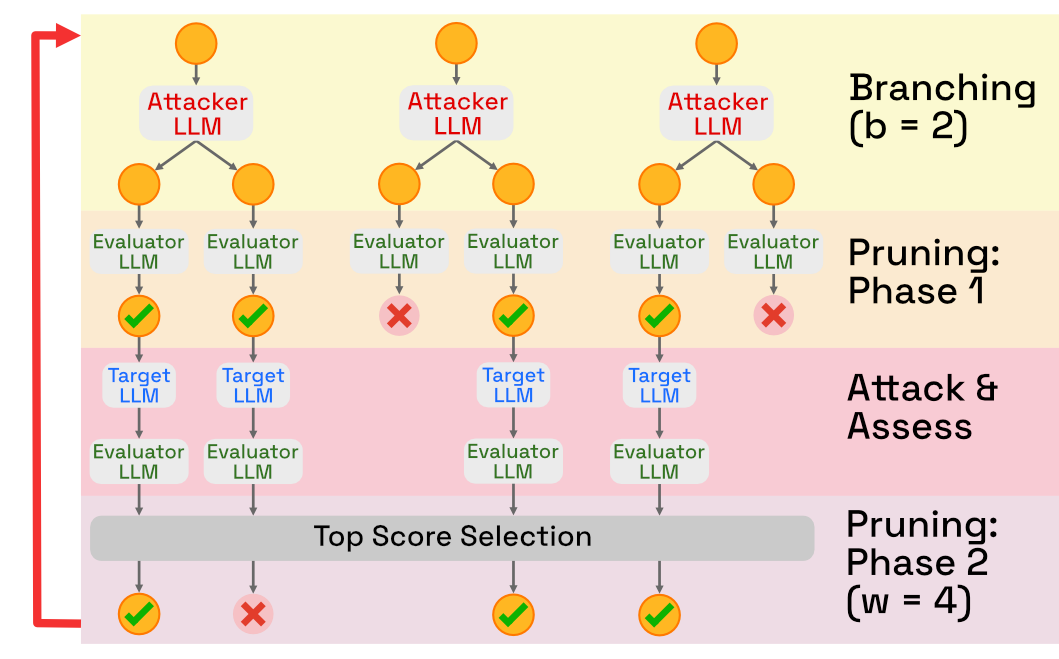 Attacker
LLM
Attacker
LLM
Attacker
LLM
Branching
(b = 2)
Evaluator
LLM
Evaluator
LLM
Evaluator
LLM
Evaluator
LLM
Evaluator
LLM
Evaluator
LLM
Pruning:
Phase 1
Target
LLM
Target
LLM
Target
LLM
Target
LLM
Attack &
Assess
Evaluator
LLM
Evaluator
LLM
Evaluator
LLM
Evaluator
LLM
Top Score Selection
Pruning:
Phase 2
(w = 4)